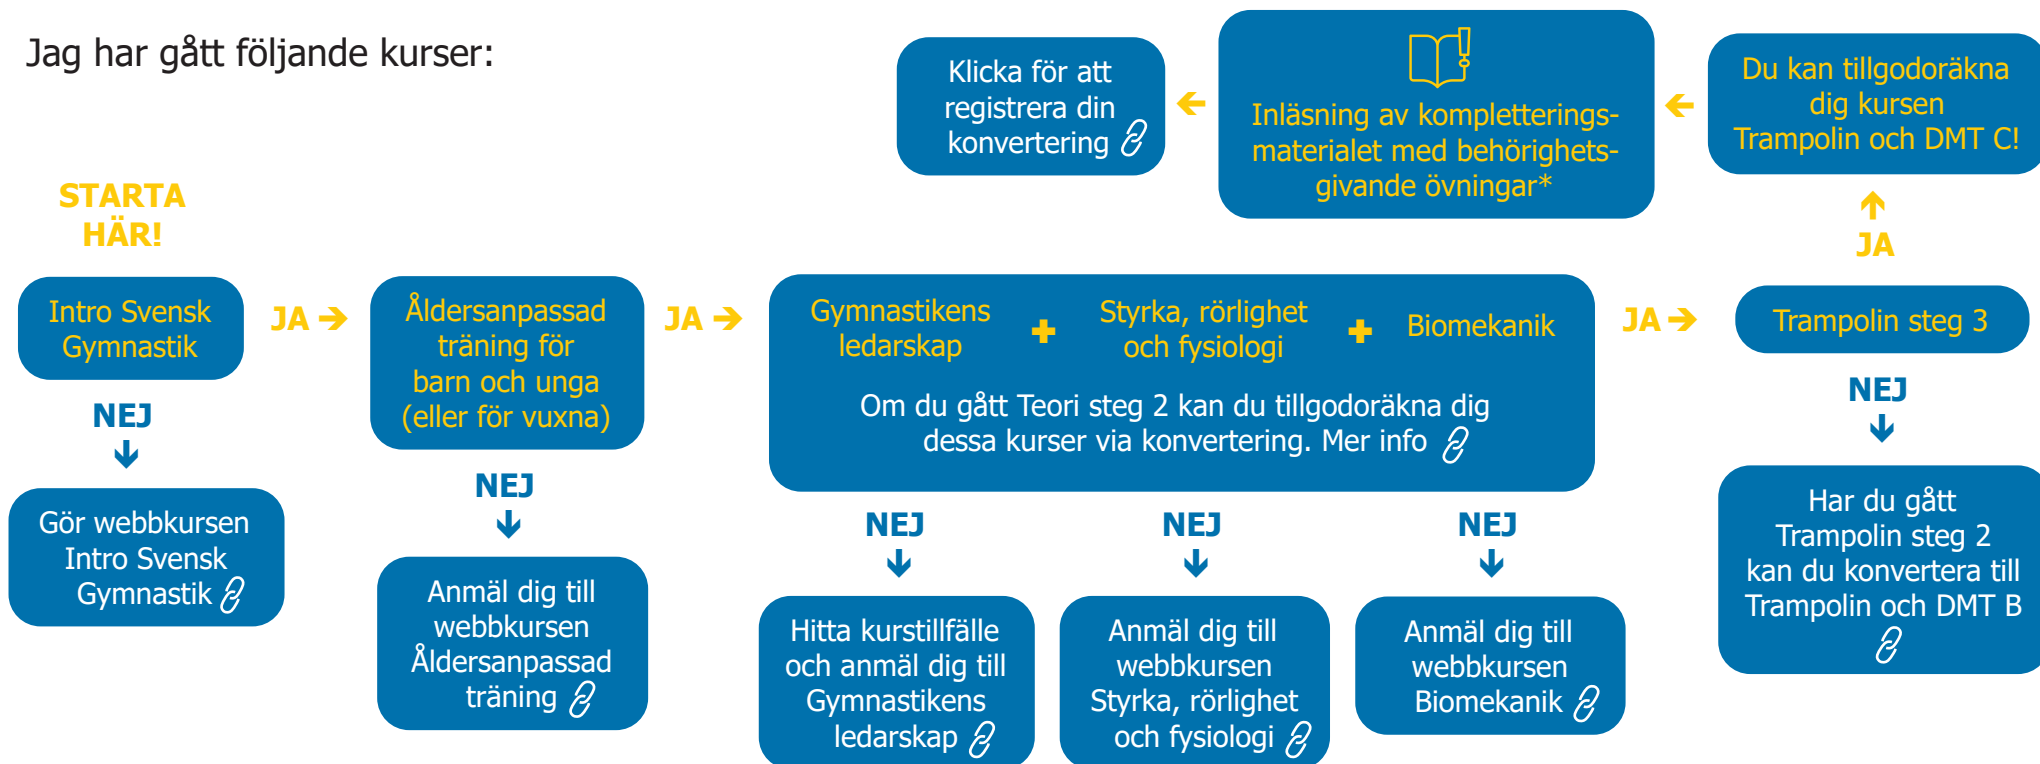 Jag har gått följande kurser:
Klicka för att
registrera din
konvertering
Inläsning av kompletterings-
materialet med behörighets-
givande övningar*
Du kan tillgodoräkna
dig kursen
Trampolin och DMT C!
STARTA
HÄR!
JA
Intro Svensk
Gymnastik
JA
Åldersanpassad
träning för
barn och unga
(eller för vuxna)
JA
Gymnastikens
ledarskap
+
Styrka, rörlighet
och fysiologi
+
Biomekanik
Om du gått Teori steg 2 kan du tillgodoräkna dig
dessa kurser via konvertering. Mer info
JA
Trampolin steg 3
NEJ
Gör webbkursen
Intro Svensk
Gymnastik
NEJ
Anmäl dig till
webbkursen
Åldersanpassad
träning
NEJ
Hitta kurstillfälle
och anmäl dig till
Gymnastikens
ledarskap
NEJ
Anmäl dig till
webbkursen
Styrka, rörlighet
och fysiologi
NEJ
Anmäl dig till
webbkursen
Biomekanik
NEJ
Har du gått
Trampolin steg 2
kan du konvertera till
Trampolin och DMT B